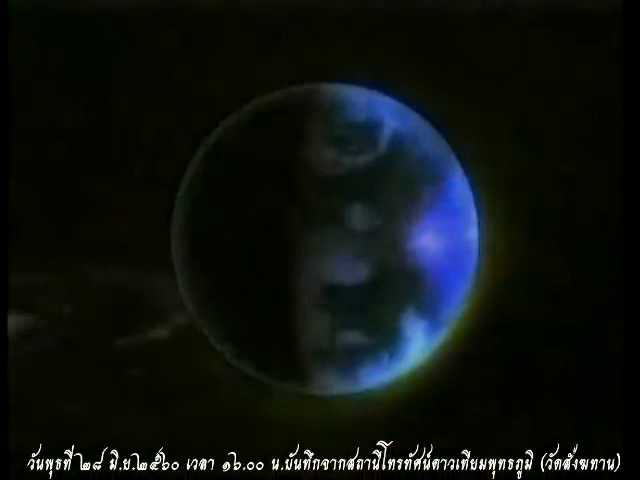 วันพุธที่ ๒๘ มิ.ย.๒๕๖๐ เวลา ๑๖.๐๐ น.บันทึกจากสถานีโทรทัศน์ดาวเทียมพุทธภูมิ (วัดสังฆทาน)